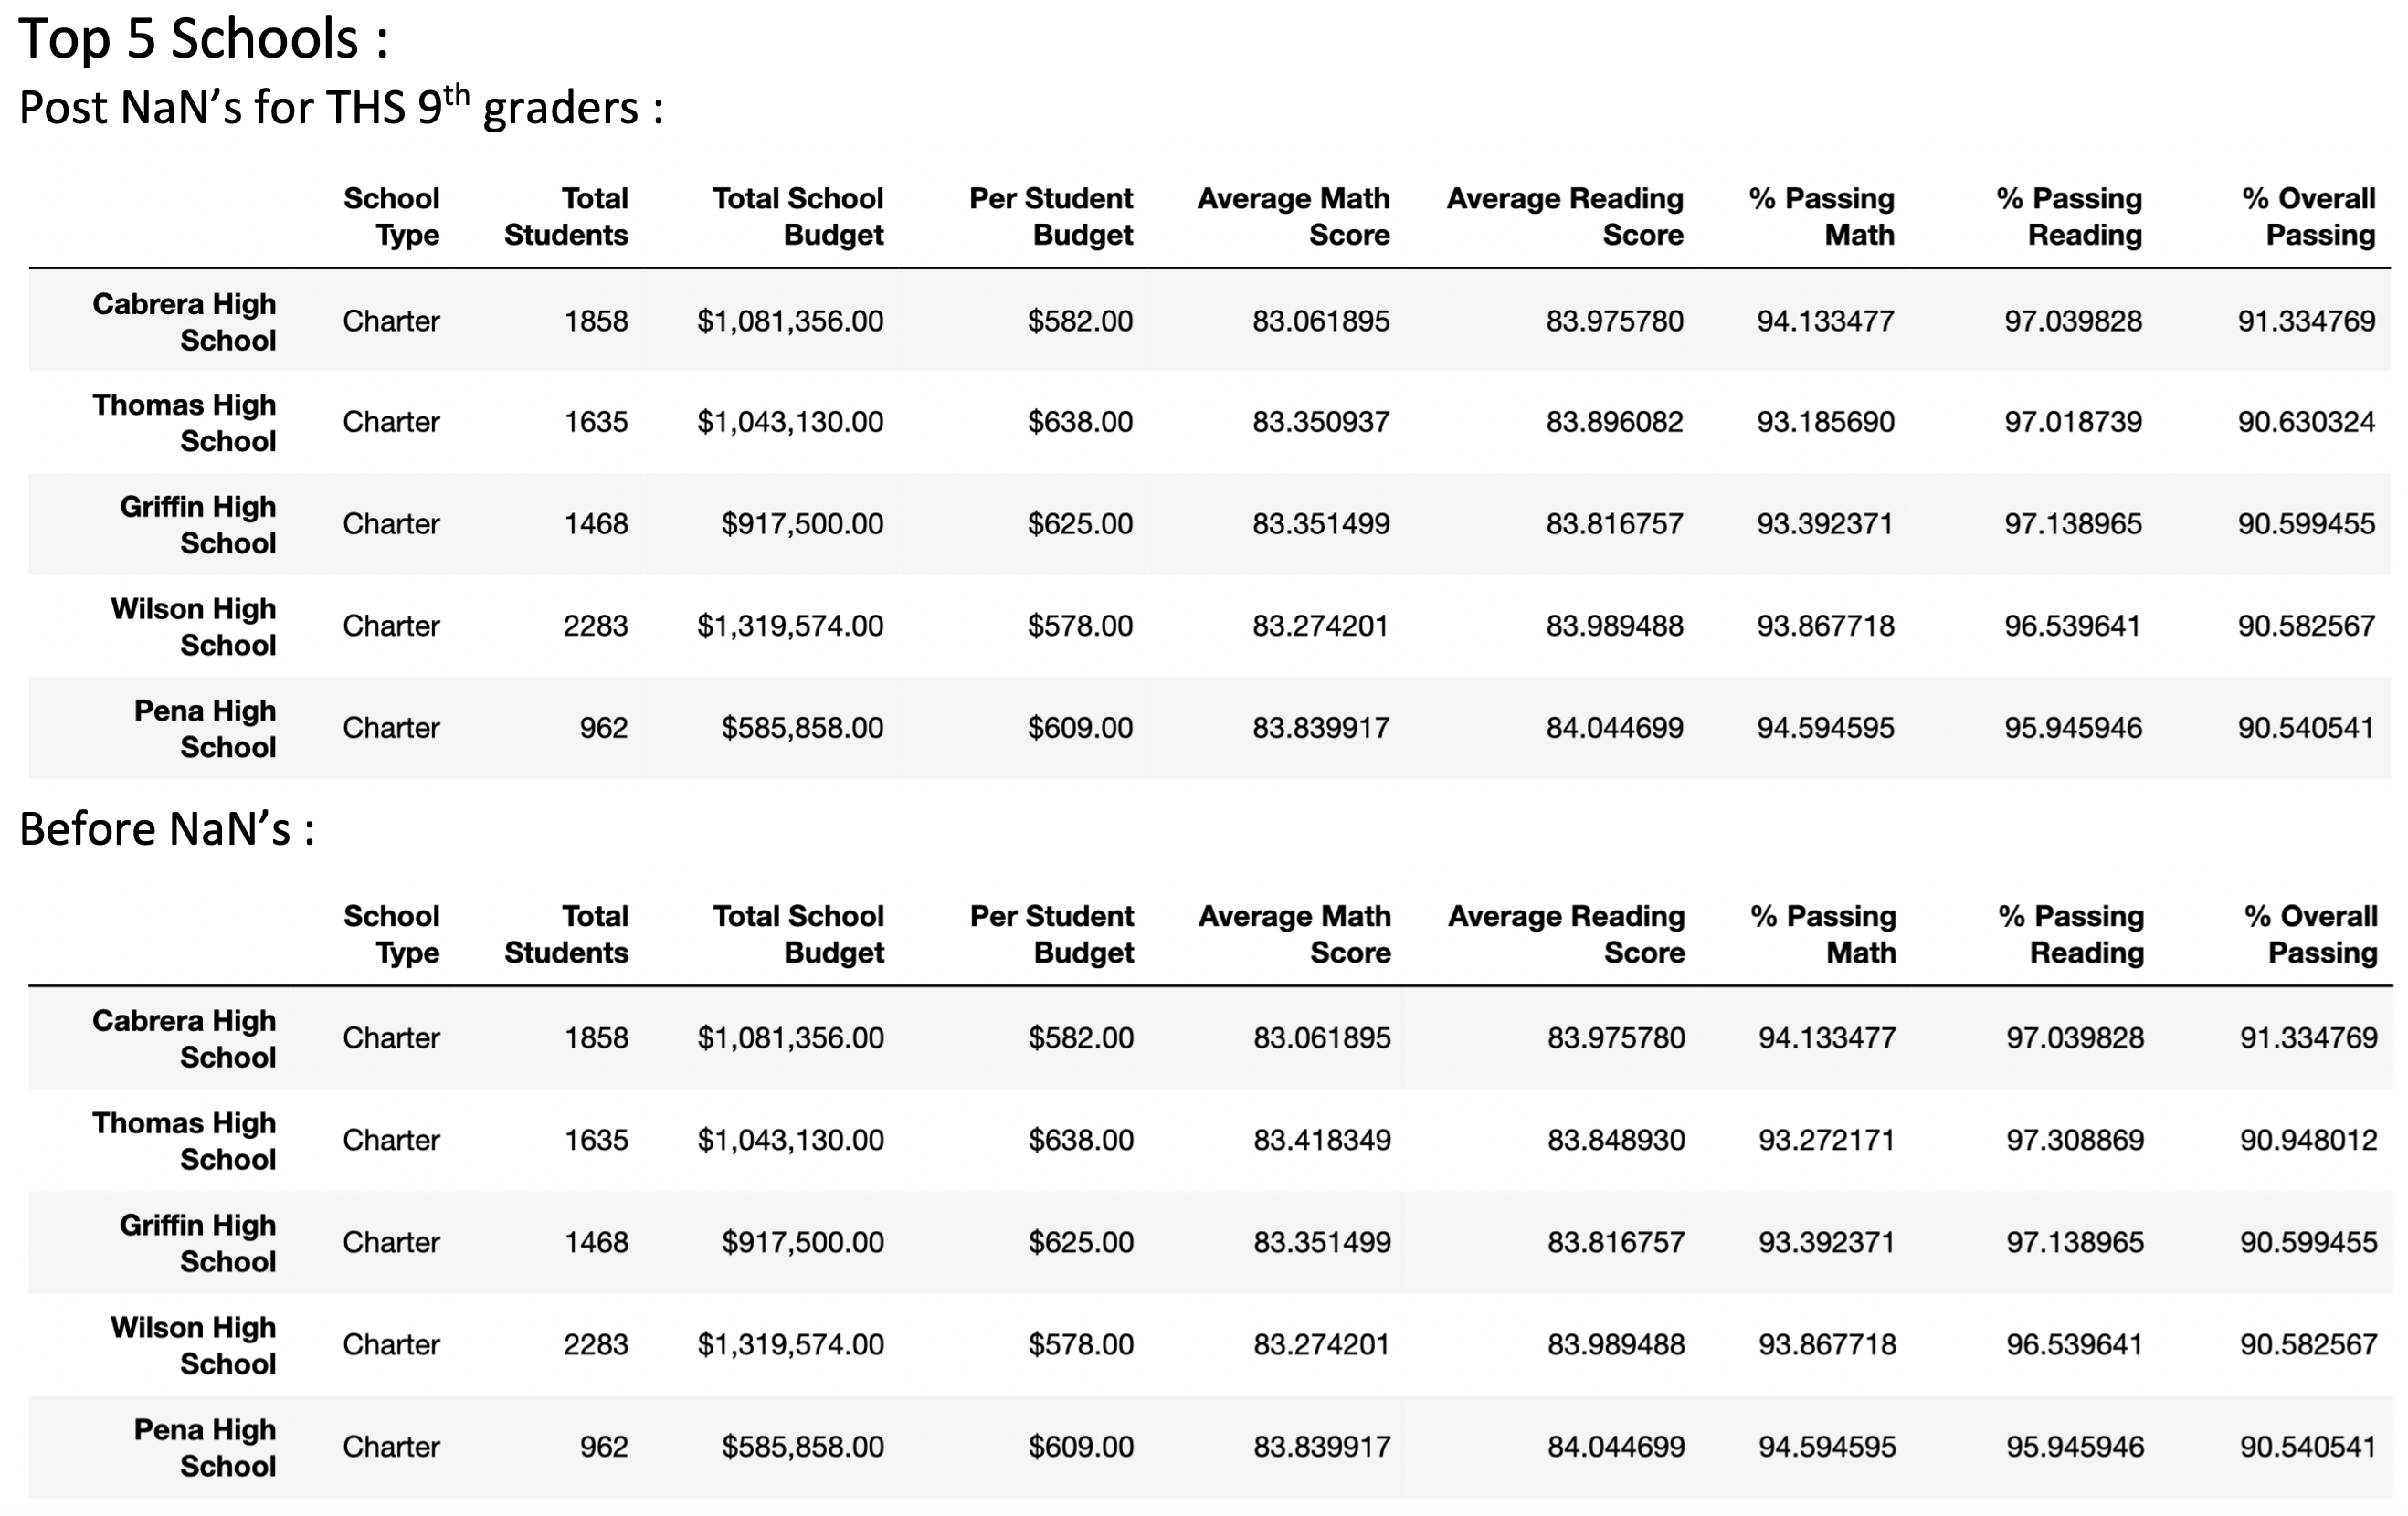 Top 5 Schools :
Post NaN’s for THS 9th graders :
School Total Total School Per Student Average Math Average Reading % Passing % Passing % Overall
Type Students Budget Budget Score Score Math Reading Passing
Cabrera High
School Charter 1858 $1,081,356.00 $582.00 83.061895 83.975780 94.133477 97.039828 91.334769
Thomas High
School Charter 1635 $1,043,130.00 $638.00 83.350937 83.896082 93.185690 97.018739 90.630324
Griffin High
School Charter 1468 $917,500.00 $625.00 83.351499 83.816757 93.392371 97.138965 90.599455
Wilson High
School Charter 2283 $1,319,574.00 $578.00 83.274201 83.989488 93.867718 96.539641 90.582567
Pena High
School Charter 962 $585,858.00 $609.00 83.839917 84.044699 94.594595 95.945946 90.540541
Before NaN’s :
School Total Total School Per Student Average Math Average Reading % Passing % Passing % Overall
Type Students Budget Budget Score Score Math Reading Passing
Cabrera High
School Charter 1858 $1,081,356.00 $582.00 83.061895 83.975780 94.133477 97.039828 91.334769
Thomas High
School Charter 1635 $1,043,130.00 $638.00 83.418349 83.848930 93.272171 97.308869 90.948012
Griffin High
School Charter 1468 $917,500.00 $625.00 83.351499 83.816757 93.392371 97.138965 90.599455
Wilson High
School Charter 2283 $1,319,574.00 $578.00 83.274201 83.989488 93.867718 96.539641 90.582567
Pena High
School Charter 962 $585,858.00 $609.00 83.839917 84.044699 94.594595 95.945946 90.540541